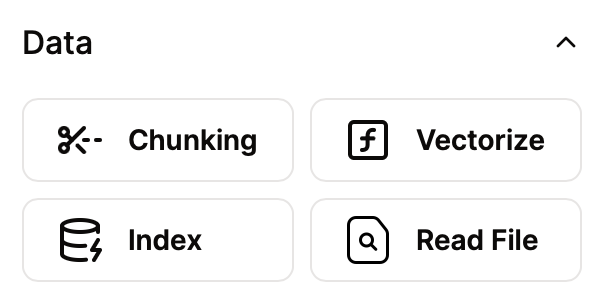 Data
Chunking
Vectorize
Index
Read File